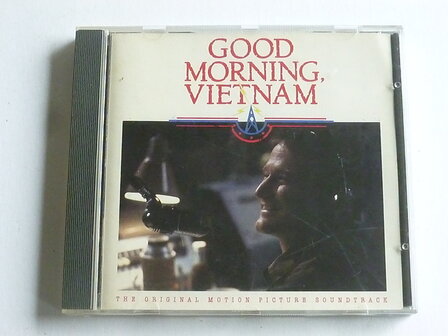 GOOD
MORNING,
VIETNAM
THE ORIGINAL MOTION PICTURE SOUNDTRACK